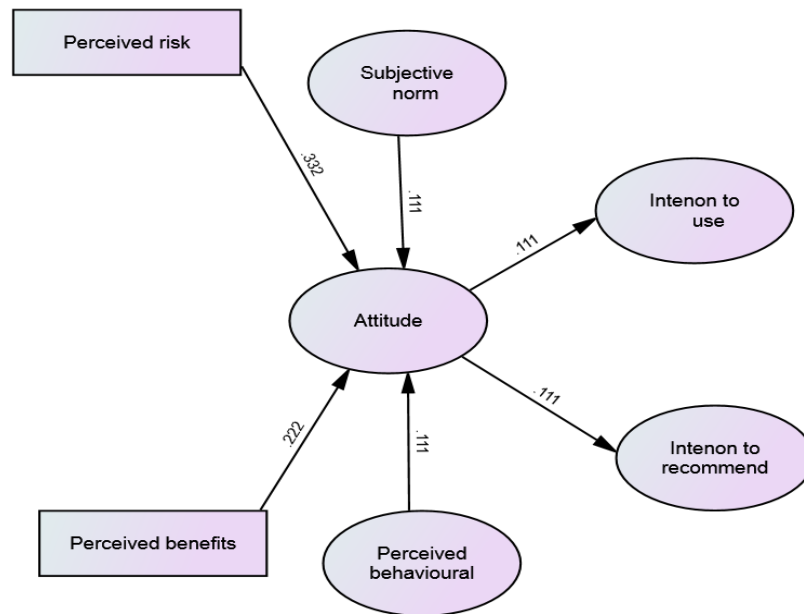 Perceived risk
Subjective
norm
.332
.111
Intenon to
use
.111
Attitude
.111
Intenon to
recommend
.222
.111
Perceived benefits
Perceived
behavioural